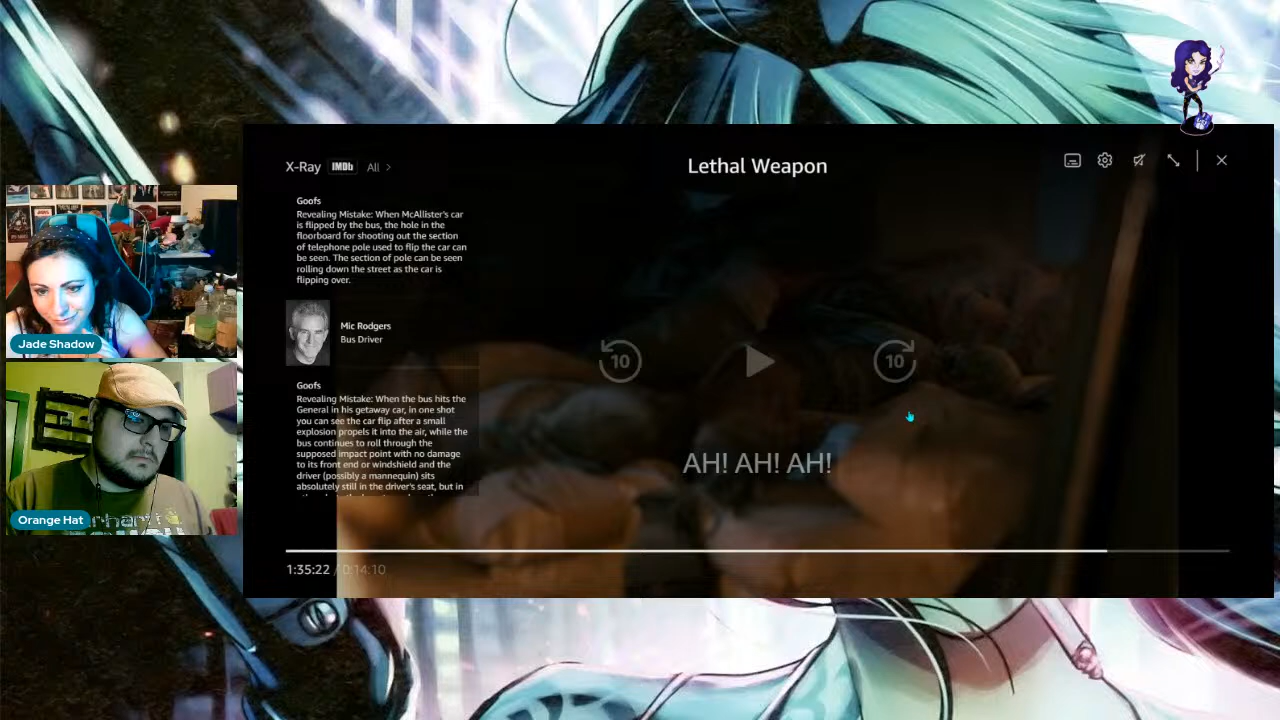 X-Ray IMDb All >
Lethal Weapon
Goofs
Revealing Mistake: When McAllister's car
is flipped by the bus, the hole in the
floorboard for shooting out the section
of telephone pole used to flip the car can
be seen. The section of pole can be seen
rolling down the street as the car is
flipping over.
Mic Rodgers
Bus Driver
Goofs
Revealing Mistake: When the bus hits the
General in his getaway car, in one shot
you can see the car flip after a small
explosion propels it into the air, while the
bus continues to roll through the
supposed impact point with no damage
to its front end or windshield and the
driver (possibly a mannequin) sits
absolutely still in the driver's seat, but in
10
10
AH! AH! AH!
1:35:22 / 0:14:10
Jade Shadow
Orange Hat